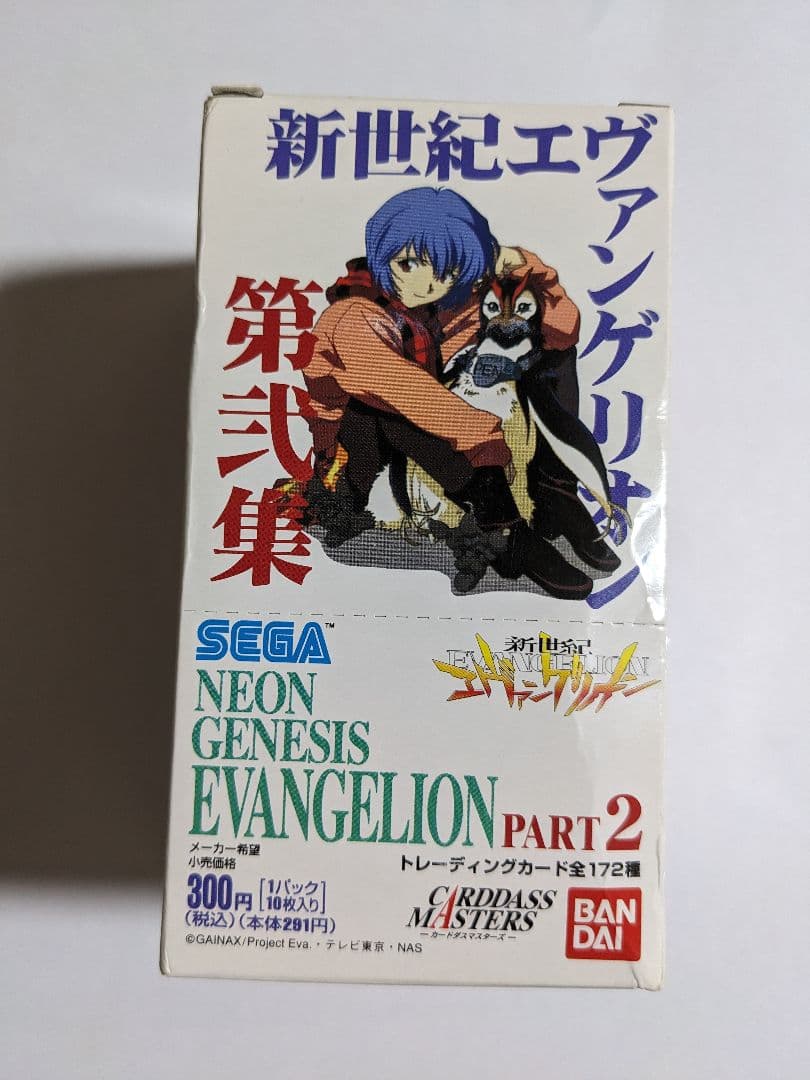 新世紀エヴァンゲリオン
第弐集
PEN
SEGA™
新世紀
EVANGELION
エヴァンゲリオン
NEON
GENESIS
EVANGELION PART 2
メーカー希望
小売価格
トレーディングカード全172種
300円 [1パック 10枚入り]
(税込)(本体291円)
CARDDASS
MASTERS
―カードダスマスターズ―
BAN
DAI
©GAINAX/Project Eva.・テレビ東京・NAS